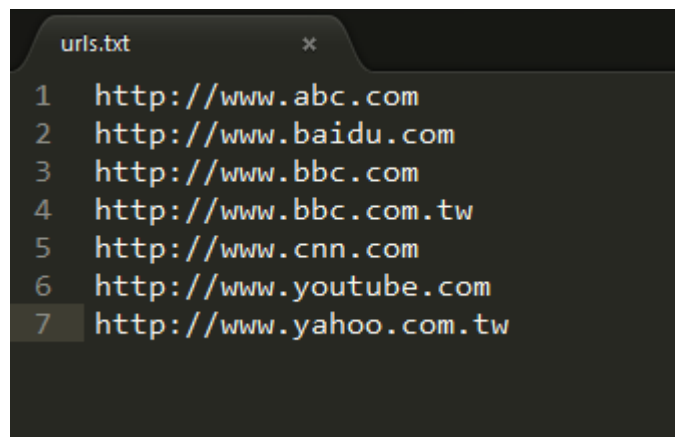 urls.txt ×
1 http://www.abc.com
2 http://www.baidu.com
3 http://www.bbc.com
4 http://www.bbc.com.tw
5 http://www.cnn.com
6 http://www.youtube.com
7 http://www.yahoo.com.tw